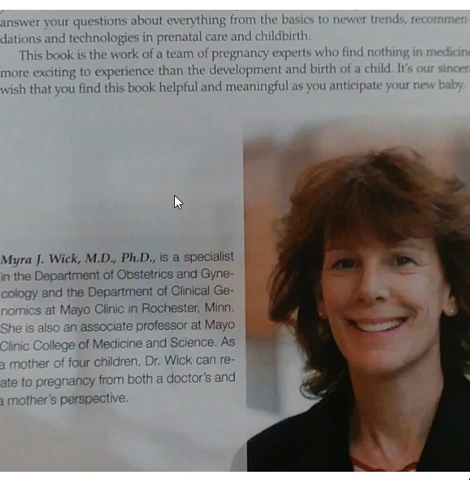 answer your questions about everything from the basics to newer trends, recommen-
dations and technologies in prenatal care and childbirth.
This book is the work of a team of pregnancy experts who find nothing in medicine
more exciting to experience than the development and birth of a child. It's our sincer
wish that you find this book helpful and meaningful as you anticipate your new baby.
Myra J. Wick, M.D., Ph.D., is a specialist
in the Department of Obstetrics and Gyne-
cology and the Department of Clinical Ge-
nomics at Mayo Clinic in Rochester, Minn.
She is also an associate professor at Mayo
Clinic College of Medicine and Science. As
a mother of four children, Dr. Wick can re-
ate to pregnancy from both a doctor's and
a mother's perspective.